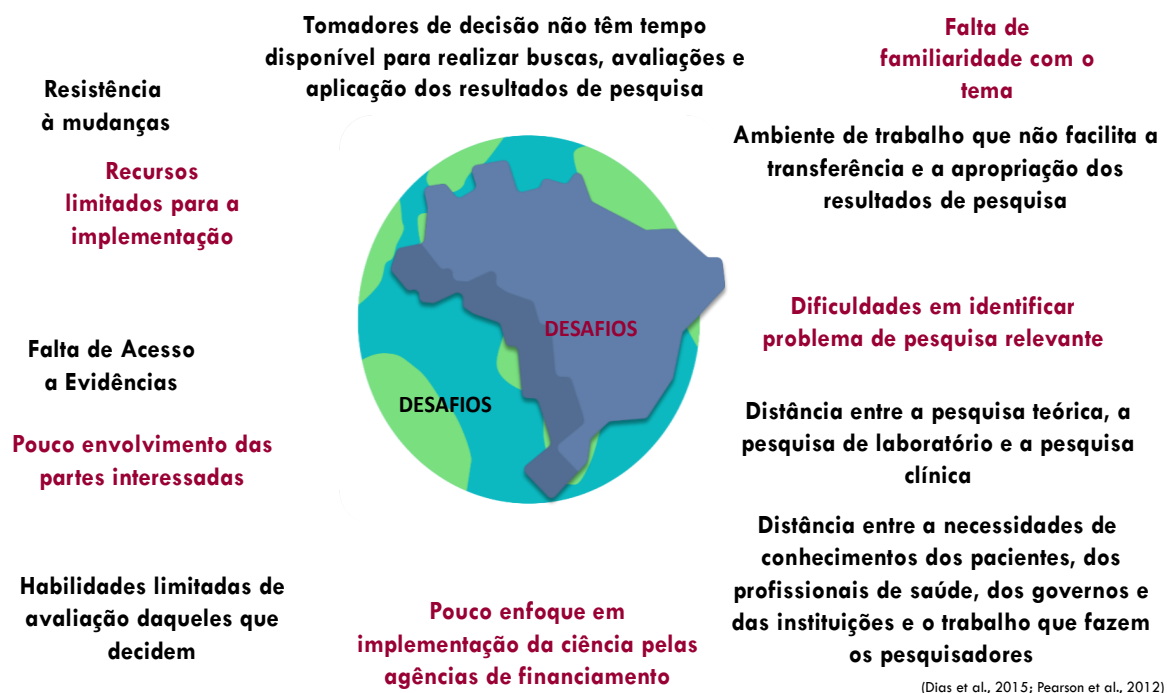 Tomadores de decisão não têm tempo
disponível para realizar buscas, avaliações e
aplicação dos resultados de pesquisa
Falta de
familiaridade com o
tema
Resistência
à mudanças
Ambiente de trabalho que não facilita a
transferência e a apropriação dos
resultados de pesquisa
Recursos
limitados para a
implementação
DESAFIOS
Dificuldades em identificar
problema de pesquisa relevante
Falta de Acesso
a Evidências
DESAFIOS
Distância entre a pesquisa teórica, a
pesquisa de laboratório e a pesquisa
clínica
Pouco envolvimento das
partes interessadas
Distância entre a necessidades de
conhecimentos dos pacientes, dos
profissionais de saúde, dos governos e
das instituições e o trabalho que fazem
os pesquisadores
Habilidades limitadas de
avaliação daqueles que
decidem
Pouco enfoque em
implementação da ciência pelas
agências de financiamento
(Dias et al., 2015; Pearson et al., 2012)